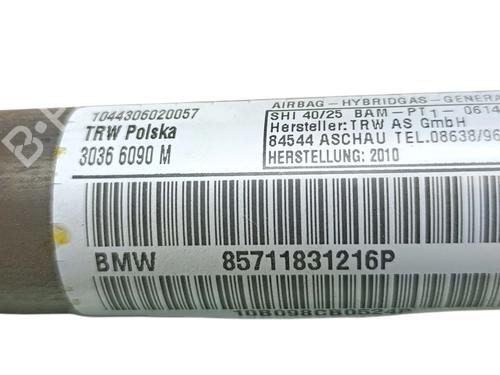 1044306020057
TRW Polska
3036 6090 M
AIRBAG-HYBRIDGAS-GENERA
SHI 40/25 BAM-PT1-0614
Hersteller:TRW AS GmbH
84544 ASCHAU TEL.08638/96
HERSTELLUNG: 2010
BMW 85711831216P